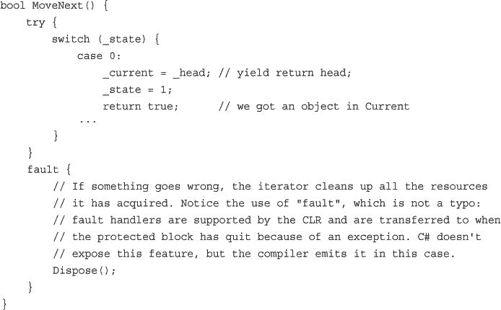 bool MoveNext() {
    try {
        switch (_state) {
            case 0:
                _current = _head; // yield return head;
                _state = 1;
                return true;      // we got an object in Current
            ...
        }
    }
    fault {
        // If something goes wrong, the iterator cleans up all the resources
        // it has acquired. Notice the use of "fault", which is not a typo:
        // fault handlers are supported by the CLR and are transferred to when
        // the protected block has quit because of an exception. C# doesn't
        // expose this feature, but the compiler emits it in this case.
        Dispose();
    }
}